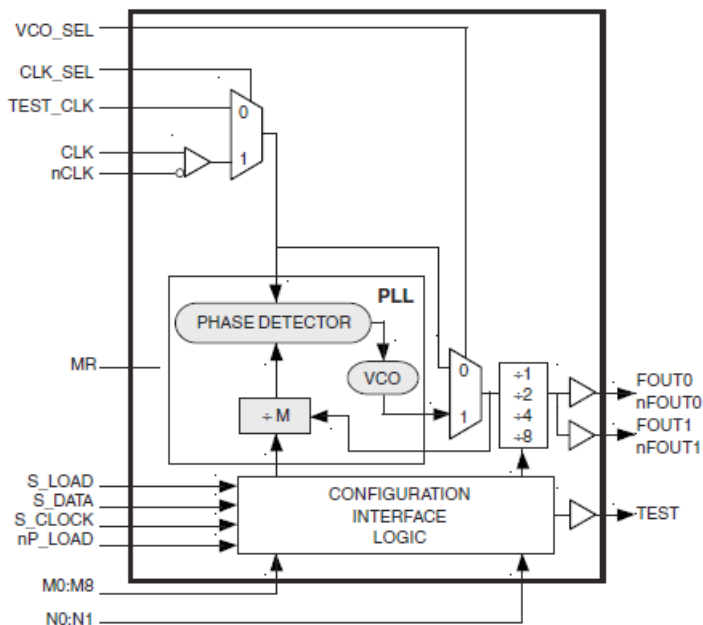 VCO_SEL
CLK_SEL
TEST_CLK
0
CLK
1
nCLK
PLL
PHASE DETECTOR
MR
VCO
0
1
÷1
÷2
÷4
÷8
FOUT0
nFOUT0
FOUT1
nFOUT1
÷ M
S_LOAD
S_DATA
S_CLOCK
nP_LOAD
CONFIGURATION
INTERFACE
LOGIC
TEST
M0:M8
N0:N1